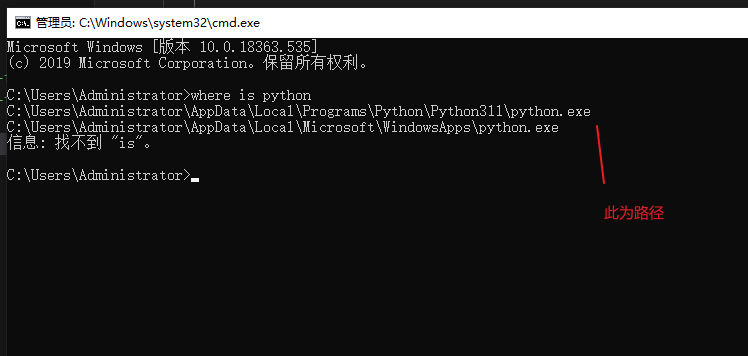 管理员: C:\Windows\system32\cmd.exe
Microsoft Windows [版本 10.0.18363.535]
(c) 2019 Microsoft Corporation。保留所有权利。
C:\Users\Administrator>where is python
C:\Users\Administrator\AppData\Local\Programs\Python\Python311\python.exe
C:\Users\Administrator\AppData\Local\Microsoft\WindowsApps\python.exe
信息: 找不到 "is"。
C:\Users\Administrator>
此为路径